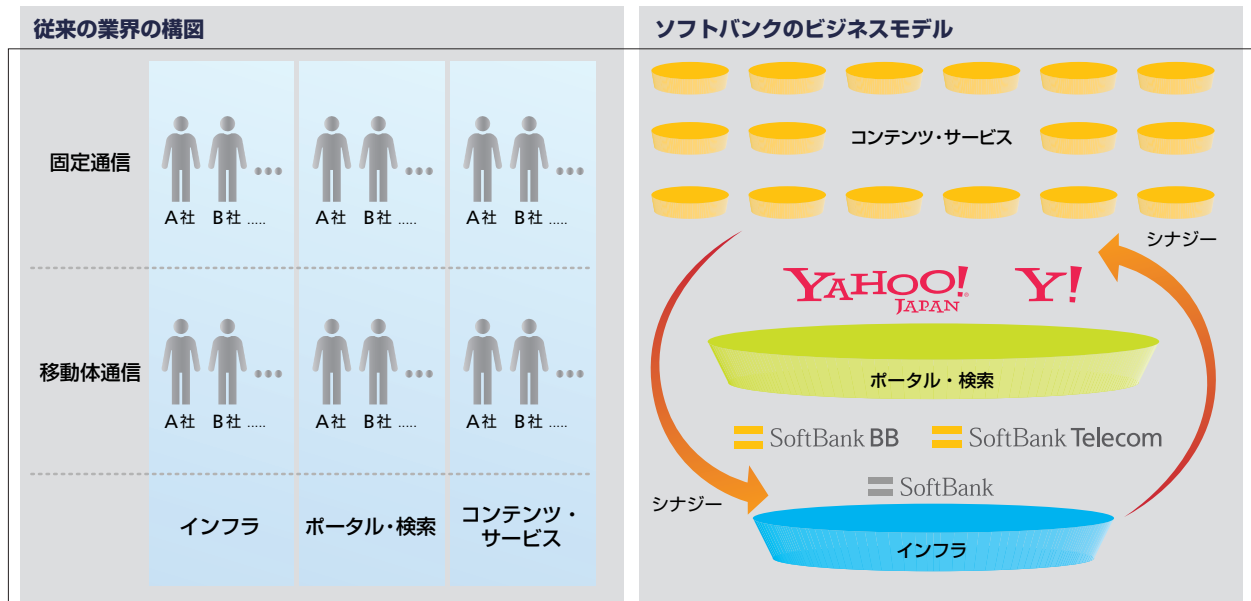 従来の業界の構図
固定通信
A社 B社 .....
A社 B社 .....
A社 B社 .....
移動体通信
A社 B社 .....
A社 B社 .....
A社 B社 .....
インフラ
ポータル・検索
コンテンツ・
サービス
ソフトバンクのビジネスモデル
コンテンツ・サービス
シナジー
YAHOO!
JAPAN
Y!
ポータル・検索
SoftBank BB
SoftBank Telecom
SoftBank
シナジー
インフラ